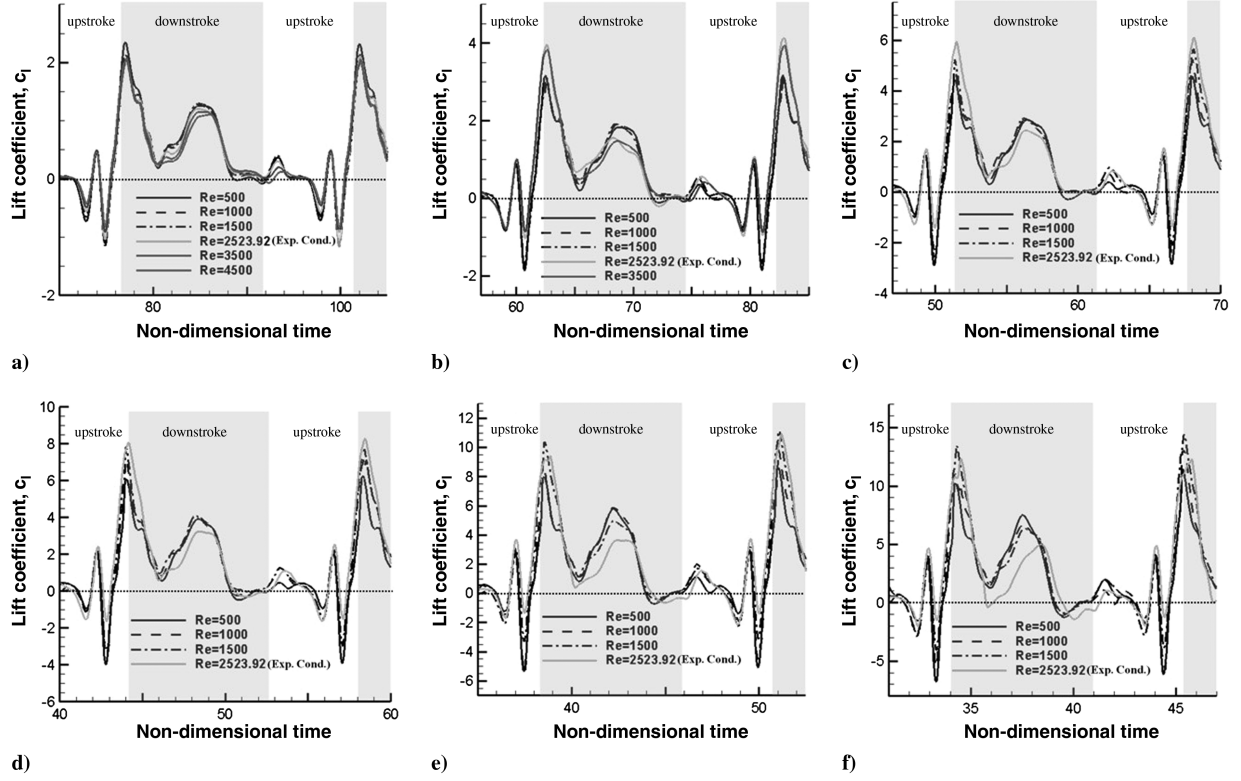 upstroke downstroke upstroke
Lift coefficient, cl
2
0
-2
80 100
Re=500
Re=1000
Re=1500
Re=2523.92 (Exp. Cond.)
Re=3500
Re=4500
Non-dimensional time
a)
upstroke downstroke upstroke
Lift coefficient, cl
4
2
0
-2
60 70 80
Re=500
Re=1000
Re=1500
Re=2523.92 (Exp. Cond.)
Re=3500
Non-dimensional time
b)
upstroke downstroke upstroke
Lift coefficient, cl
6
4
2
0
-2
-4
50 60 70
Re=500
Re=1000
Re=1500
Re=2523.92 (Exp. Cond.)
Non-dimensional time
c)
upstroke downstroke upstroke
Lift coefficient, cl
10
8
6
4
2
0
-2
-4
-6
40 50 60
Re=500
Re=1000
Re=1500
Re=2523.92 (Exp. Cond.)
Non-dimensional time
d)
upstroke downstroke upstroke
Lift coefficient, cl
12
10
8
6
4
2
0
-2
-4
-6
40 50
Re=500
Re=1000
Re=1500
Re=2523.92 (Exp. Cond.)
Non-dimensional time
e)
upstroke downstroke upstroke
Lift coefficient, cl
15
10
5
0
-5
35 40 45
Re=500
Re=1000
Re=1500
Re=2523.92 (Exp. Cond.)
Non-dimensional time
f)